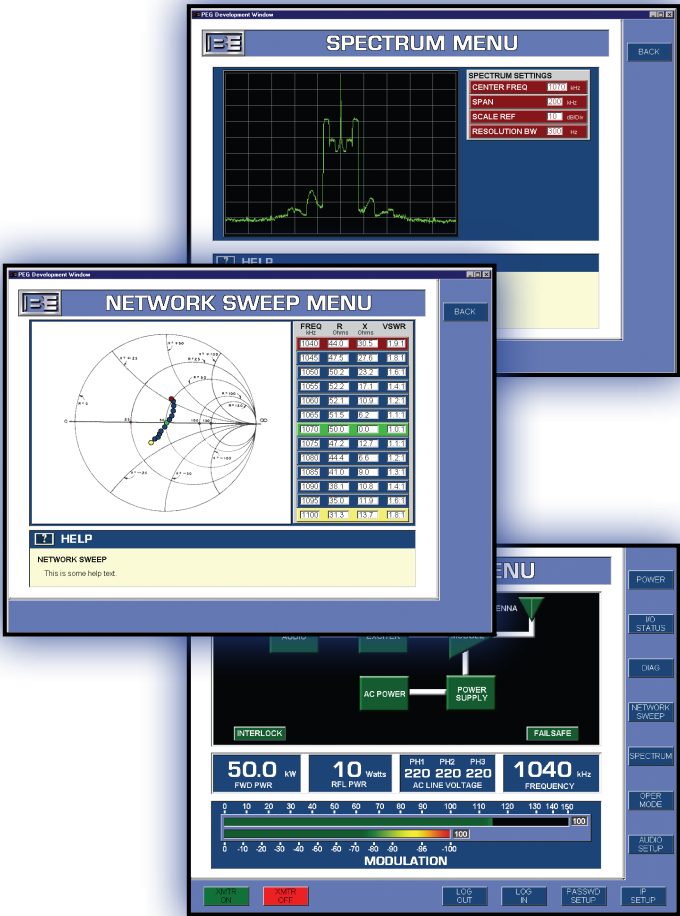 PEG Development Window
BE
SPECTRUM MENU
BACK
SPECTRUM SETTINGS
CENTER FREQ 1070 kHz
SPAN 200 kHz
SCALE REF 10 dB/Div
RESOLUTION BW 300 Hz
? HELP
PEG Development Window
BE
NETWORK SWEEP MENU
BACK
FREQ R X VSWR
kHz Ohms Ohms
1040 44.0 30.5 1.9:1
1045 47.5 27.6 1.8:1
1050 50.2 23.2 1.6:1
1055 52.2 17.1 1.4:1
1060 52.1 10.9 1.2:1
1065 51.5 6.2 1.1:1
1070 50.0 0.0 1.0:1
1075 47.2 12.7 1.1:1
1080 44.4 6.6 1.2:1
1085 41.0 9.0 1.3:1
1090 38.1 10.8 1.4:1
1095 35.0 11.9 1.6:1
1100 31.3 13.7 1.8:1
? HELP
NETWORK SWEEP
This is some help text.
ENU
ENNA
AUDIO
EXCITER
MODULE
AC POWER
POWER
SUPPLY
INTERLOCK
FAILSAFE
50.0 kW
FWD PWR
10 Watts
RFL PWR
PH1 PH2 PH3
220 220 220
AC LINE VOLTAGE
1040 kHz
FREQUENCY
0 10 20 30 40 50 60 70 80 90 100 110 120 130 140 150
100
100
0 -10 -20 -30 -40 -50 -60 -70 -80 -90 -95 -100
MODULATION
POWER
I/O
STATUS
DIAG
NETWORK
SWEEP
SPECTRUM
OPER
MODE
AUDIO
SETUP
XMTR
ON
XMTR
OFF
LOG
OUT
LOG
IN
PASSWD
SETUP
IP
SETUP